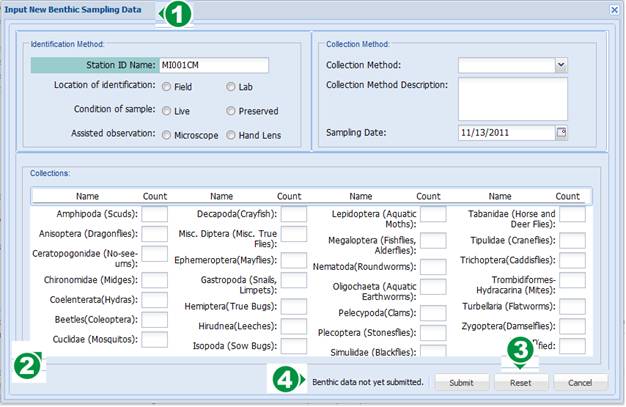 Input New Benthic Sampling Data
1
Identification Method:
Station ID Name: MI001CM
Location of identification: Field Lab
Condition of sample: Live Preserved
Assisted observation: Microscope Hand Lens
Collection Method:
Collection Method:
Collection Method Description:
Sampling Date: 11/13/2011
Collections:
Name Count Name Count Name Count Name Count
Amphipoda (Scuds):
Anisoptera (Dragonflies):
Ceratopogonidae (No-see-
ums):
Chironomidae (Midges):
Coelenterata(Hydras):
Beetles(Coleoptera):
Cuclidae (Mosquitos):
Decapoda(Crayfish):
Misc. Diptera (Misc. True
Flies):
Ephemeroptera(Mayflies):
Gastropoda (Snails,
Limpets):
Hemiptera(True Bugs):
Hirudnea(Leeches):
Isopoda (Sow Bugs):
Lepidoptera (Aquatic
Moths):
Megaloptera (Fishflies,
Alderflies):
Nematoda(Roundworms):
Oligochaeta (Aquatic
Earthworms):
Pelecypoda(Clams):
Plecoptera (Stonesflies):
Simuliidae (Blackflies):
Tabanidae (Horse and
Deer Flies):
Tipulidae (Cranefles):
Trichoptera(Caddisfles):
Trombidiformes-
Hydracarina (Mites):
Turbellaria (Flatworms):
Zygoptera(Damselflies):
fied:
2
3
4 Benthic data not yet submitted. Submit Reset Cancel